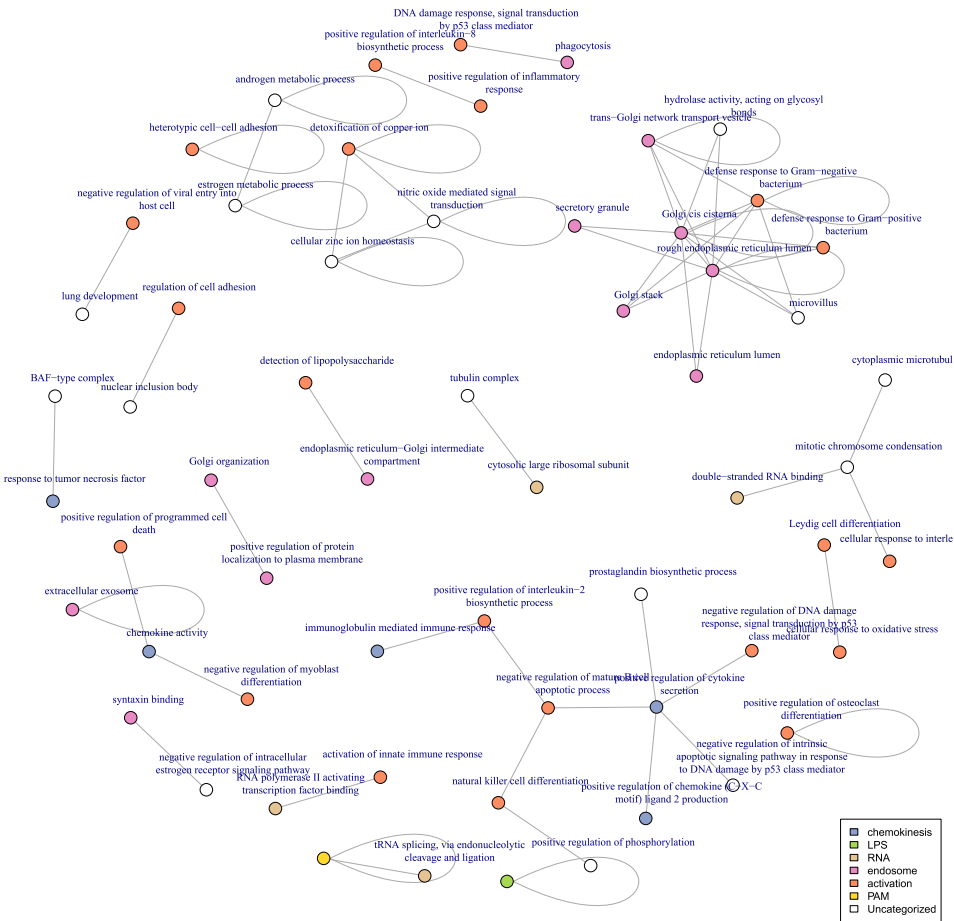 DNA damage response, signal transduction
by p53 class mediator
positive regulation of interleukin−8
biosynthetic process
phagocytosis
positive regulation of inflammatory
response
androgen metabolic process
hydrolase activity, acting on glycosyl
bonds
trans−Golgi network transport vesicle
heterotypic cell−cell adhesion
detoxification of copper ion
defense response to Gram−negative
bacterium
estrogen metabolic process
negative regulation of viral entry into
host cell
nitric oxide mediated signal
transduction
secretory granule
Golgi cis cisterna
defense response to Gram−positive
bacterium
cellular zinc ion homeostasis
rough endoplasmic reticulum lumen
lung development
regulation of cell adhesion
Golgi stack
microvillus
detection of lipopolysaccharide
endoplasmic reticulum lumen
cytoplasmic microtubul
BAF−type complex
nuclear inclusion body
tubulin complex
mitotic chromosome condensation
endoplasmic reticulum−Golgi intermediate
compartment
Golgi organization
cytosolic large ribosomal subunit
response to tumor necrosis factor
double−stranded RNA binding
positive regulation of programmed cell
death
Leydig cell differentiation
cellular response to interle
positive regulation of protein
localization to plasma membrane
prostaglandin biosynthetic process
extracellular exosome
positive regulation of interleukin−2
biosynthetic process
negative regulation of DNA damage
response, signal transduction by p53
class mediator
chemokine activity
immunoglobulin mediated immune response
cellular response to oxidative stress
negative regulation of myoblast
differentiation
negative regulation of mature B cell
apoptotic process
positive regulation of cytokine
secretion
syntaxin binding
positive regulation of osteoclast
differentiation
negative regulation of intracellular
estrogen receptor signaling pathway
activation of innate immune response
negative regulation of intrinsic
apoptotic signaling pathway in response
to DNA damage by p53 class mediator
RNA polymerase II activating
transcription factor binding
natural killer cell differentiation
positive regulation of chemokine (C−X−C
motif) ligand 2 production
tRNA splicing, via endonucleolytic
cleavage and ligation
positive regulation of phosphorylation
chemokinesis
LPS
RNA
endosome
activation
PAM
Uncategorized